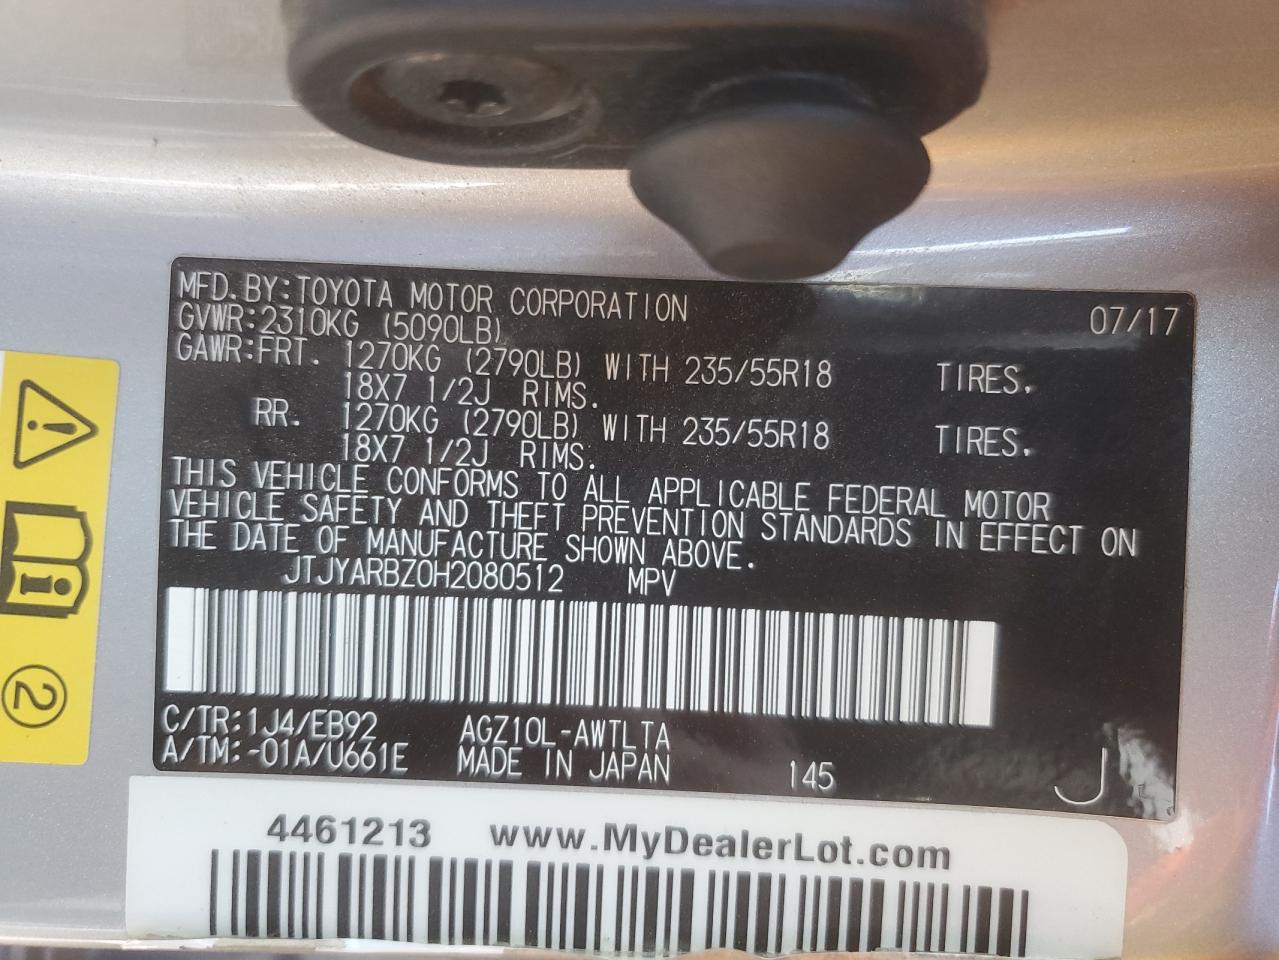 MFD.BY:TOYOTA MOTOR CORPORATION 07/17
GVWR:2310KG (5090LB)
GAWR:FRT. 1270KG (2790LB) WITH 235/55R18 TIRES,
18X7 1/2J RIMS.
RR. 1270KG (2790LB) WITH 235/55R18 TIRES.
18X7 1/2J RIMS.
THIS VEHICLE CONFORMS TO ALL APPLICABLE FEDERAL MOTOR
VEHICLE SAFETY AND THEFT PREVENTION STANDARDS IN EFFECT ON
THE DATE OF MANUFACTURE SHOWN ABOVE.
JTJYARBZ0H2080512 MPV
C/TR:1J4/EB92 AGZ10L-AWTLTA
A/TM:-01A/U661E MADE IN JAPAN 145 J
4461213 www.MyDealerLot.com
2